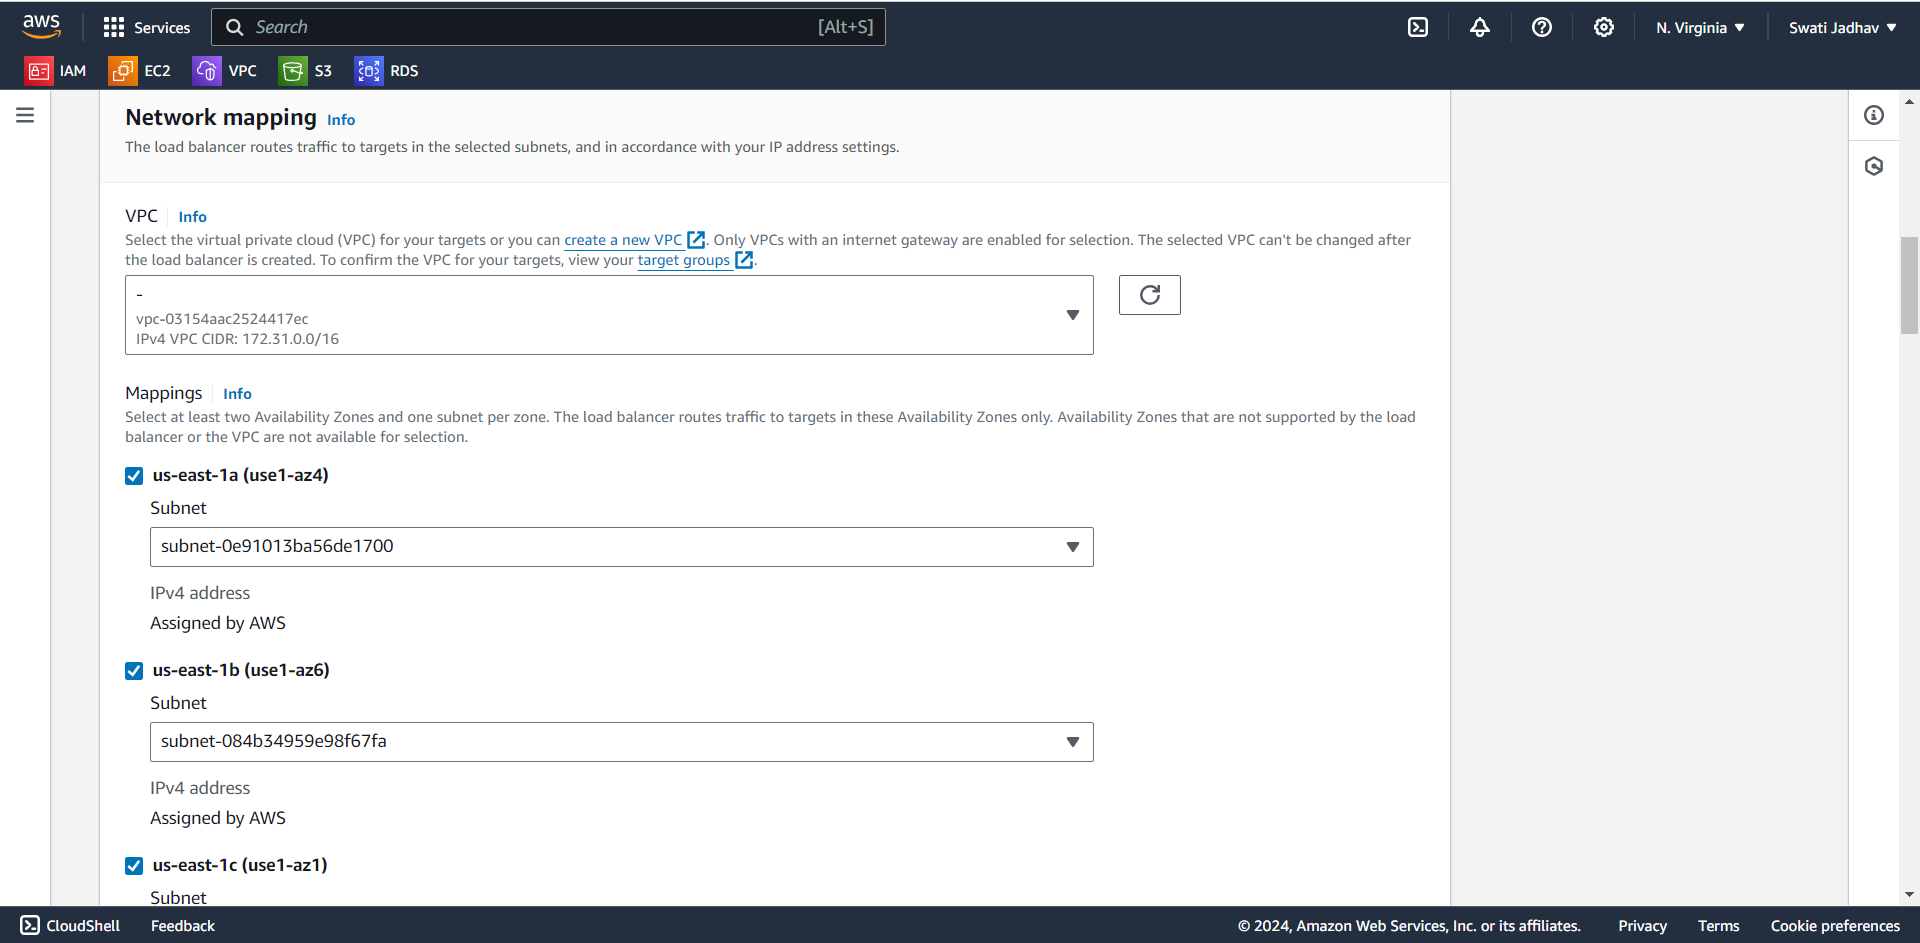 aws
Services
Search
[Alt+S]
N. Virginia
Swati Jadhav
IAM
EC2
VPC
S3
RDS
Network mapping Info
The load balancer routes traffic to targets in the selected subnets, and in accordance with your IP address settings.
VPC Info
Select the virtual private cloud (VPC) for your targets or you can create a new VPC. Only VPCs with an internet gateway are enabled for selection. The selected VPC can't be changed after
the load balancer is created. To confirm the VPC for your targets, view your target groups.
-
vpc-03154aac2524417ec
IPv4 VPC CIDR: 172.31.0.0/16
Mappings Info
Select at least two Availability Zones and one subnet per zone. The load balancer routes traffic to targets in these Availability Zones only. Availability Zones that are not supported by the load
balancer or the VPC are not available for selection.
us-east-1a (use1-az4)
Subnet
subnet-0e91013ba56de1700
IPv4 address
Assigned by AWS
us-east-1b (use1-az6)
Subnet
subnet-084b34959e98f67fa
IPv4 address
Assigned by AWS
us-east-1c (use1-az1)
Subnet
CloudShell
Feedback
© 2024, Amazon Web Services, Inc. or its affiliates.
Privacy
Terms
Cookie preferences